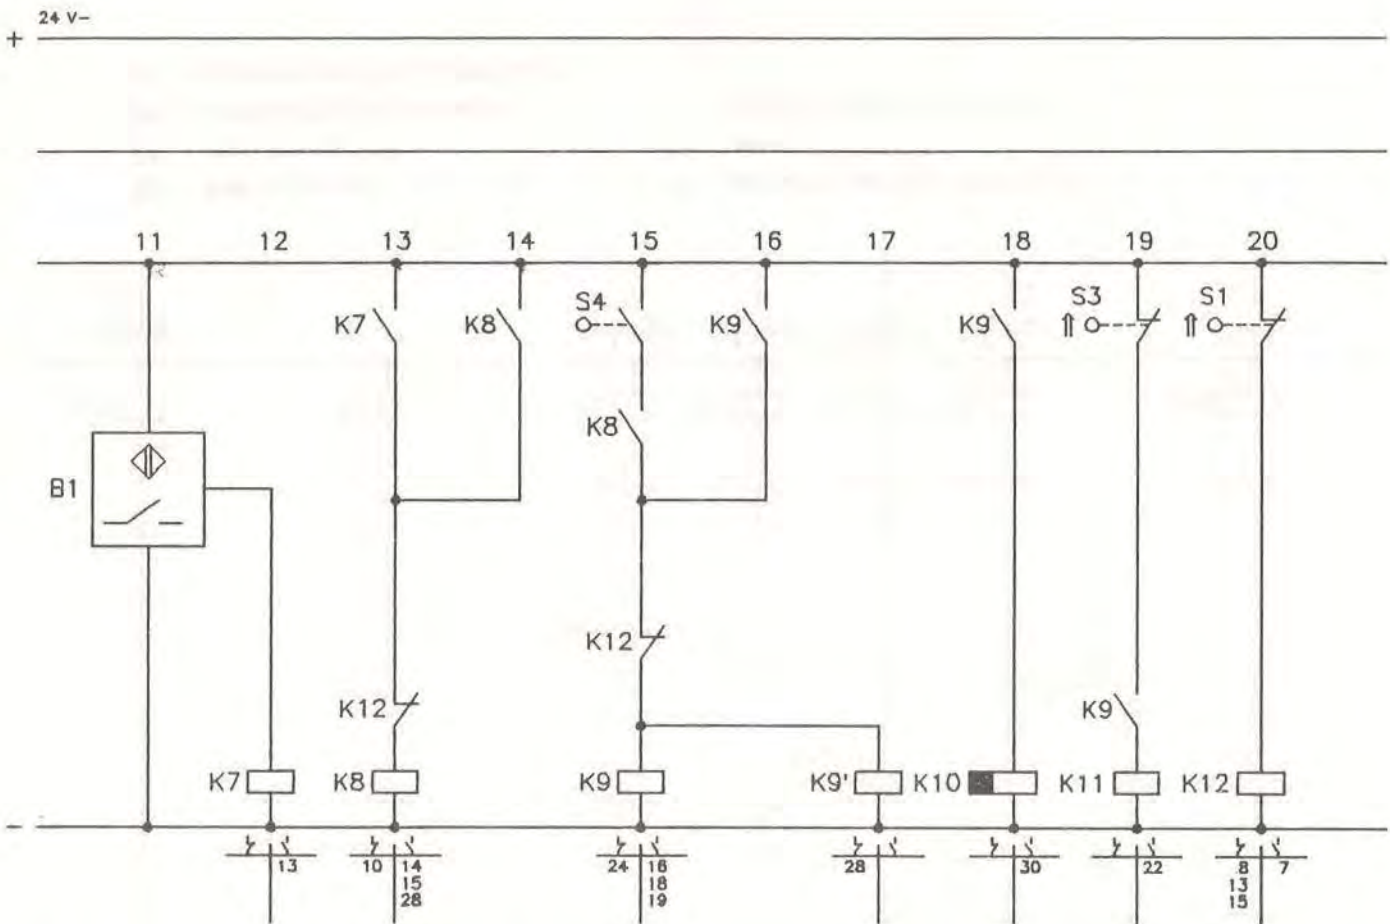 24 V-
+
11 12 13 14 15 16 17 18 19 20
K7 K8 S4 K9 K9 S3 S1
K8
B1
K12
K12 K9
K7 K8 K9 K9' K10 K11 K12
-
13 10 14 24 16 28 30 22 8 7
15 18 13
28 19 15